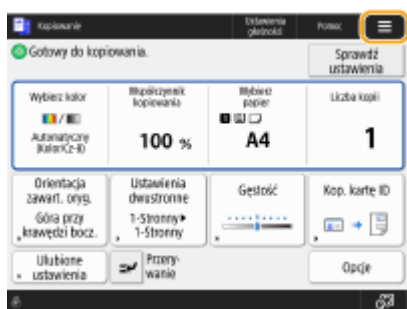 Kopiowanie
Ustawienia
głośności
Pomoc
Gotowy do kopiowania.
Sprawdź
ustawienia
Wybierz kolor
Automatyczny
(Kolor/Cz-B)
Współczynnik
kopiowania
100 %
Wybierz
papier
A4
Liczba kopii
1
Orientacja
zawart. oryg.
Góra przy
krawędzi bocz.
Ustawienia
dwustronne
1-Stronny▶
1-Stronny
Gęstość
Kop. kartę ID
Ulubione
ustawienia
Przery-
wanie
Opcje